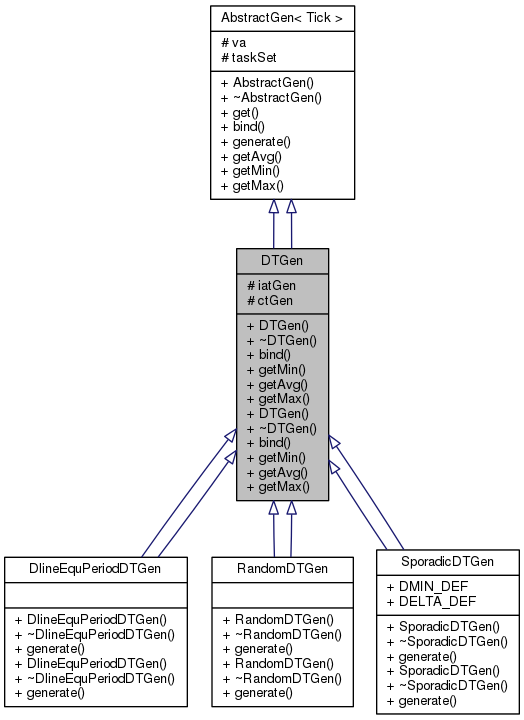 AbstractGen< Tick >
# va
# taskSet
+ AbstractGen()
+ ~AbstractGen()
+ get()
+ bind()
+ generate()
+ getAvg()
+ getMin()
+ getMax()
DTGen
# iatGen
# ctGen
+ DTGen()
+ ~DTGen()
+ bind()
+ getMin()
+ getAvg()
+ getMax()
+ DTGen()
+ ~DTGen()
+ bind()
+ getMin()
+ getAvg()
+ getMax()
DlineEquPeriodDTGen
+ DlineEquPeriodDTGen()
+ ~DlineEquPeriodDTGen()
+ generate()
+ DlineEquPeriodDTGen()
+ ~DlineEquPeriodDTGen()
+ generate()
RandomDTGen
+ RandomDTGen()
+ ~RandomDTGen()
+ generate()
+ RandomDTGen()
+ ~RandomDTGen()
+ generate()
SporadicDTGen
+ DMIN_DEF
+ DELTA_DEF
+ SporadicDTGen()
+ ~SporadicDTGen()
+ generate()
+ SporadicDTGen()
+ ~SporadicDTGen()
+ generate()